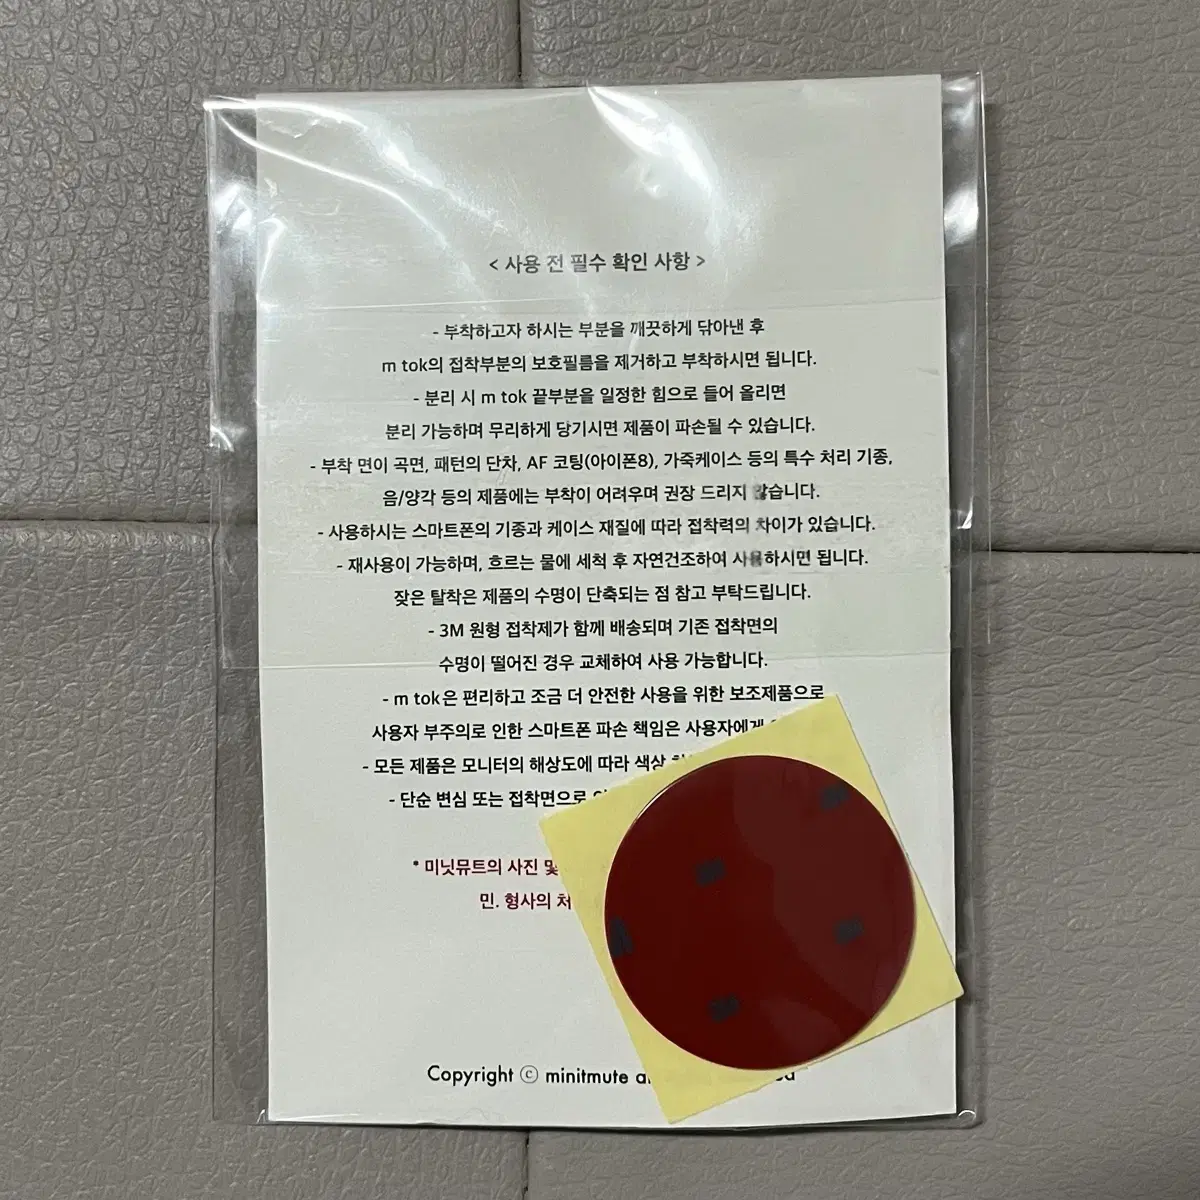 < 사용 전 필수 확인 사항 >
- 부착하고자 하시는 부분을 깨끗하게 닦아낸 후
m tok의 접착부분의 보호필름을 제거하고 부착하시면 됩니다.
- 분리 시 m tok 끝부분을 일정한 힘으로 들어 올리면
분리 가능하며 무리하게 당기시면 제품이 파손될 수 있습니다.
- 부착 면이 곡면, 패턴의 단차, AF 코팅(아이폰8), 가죽케이스 등의 특수 처리 기종,
음/양각 등의 제품에는 부착이 어려우며 권장 드리지 않습니다.
- 사용하시는 스마트폰의 기종과 케이스 재질에 따라 접착력의 차이가 있습니다.
- 재사용이 가능하며, 흐르는 물에 세척 후 자연건조하여 사용하시면 됩니다.
잦은 탈착은 제품의 수명이 단축되는 점 참고 부탁드립니다.
- 3M 원형 접착제가 함께 배송되며 기존 접착면의
수명이 떨어진 경우 교체하여 사용 가능합니다.
- m tok은 편리하고 조금 더 안전한 사용을 위한 보조제품으로
사용자 부주의로 인한 스마트폰 파손 책임은 사용자에게
- 모든 제품은 모니터의 해상도에 따라 색상
- 단순 변심 또는 접착면으로
* 미닛뮤트의 사진 및
민. 형사의 처
Copyright ⓒ minitmute